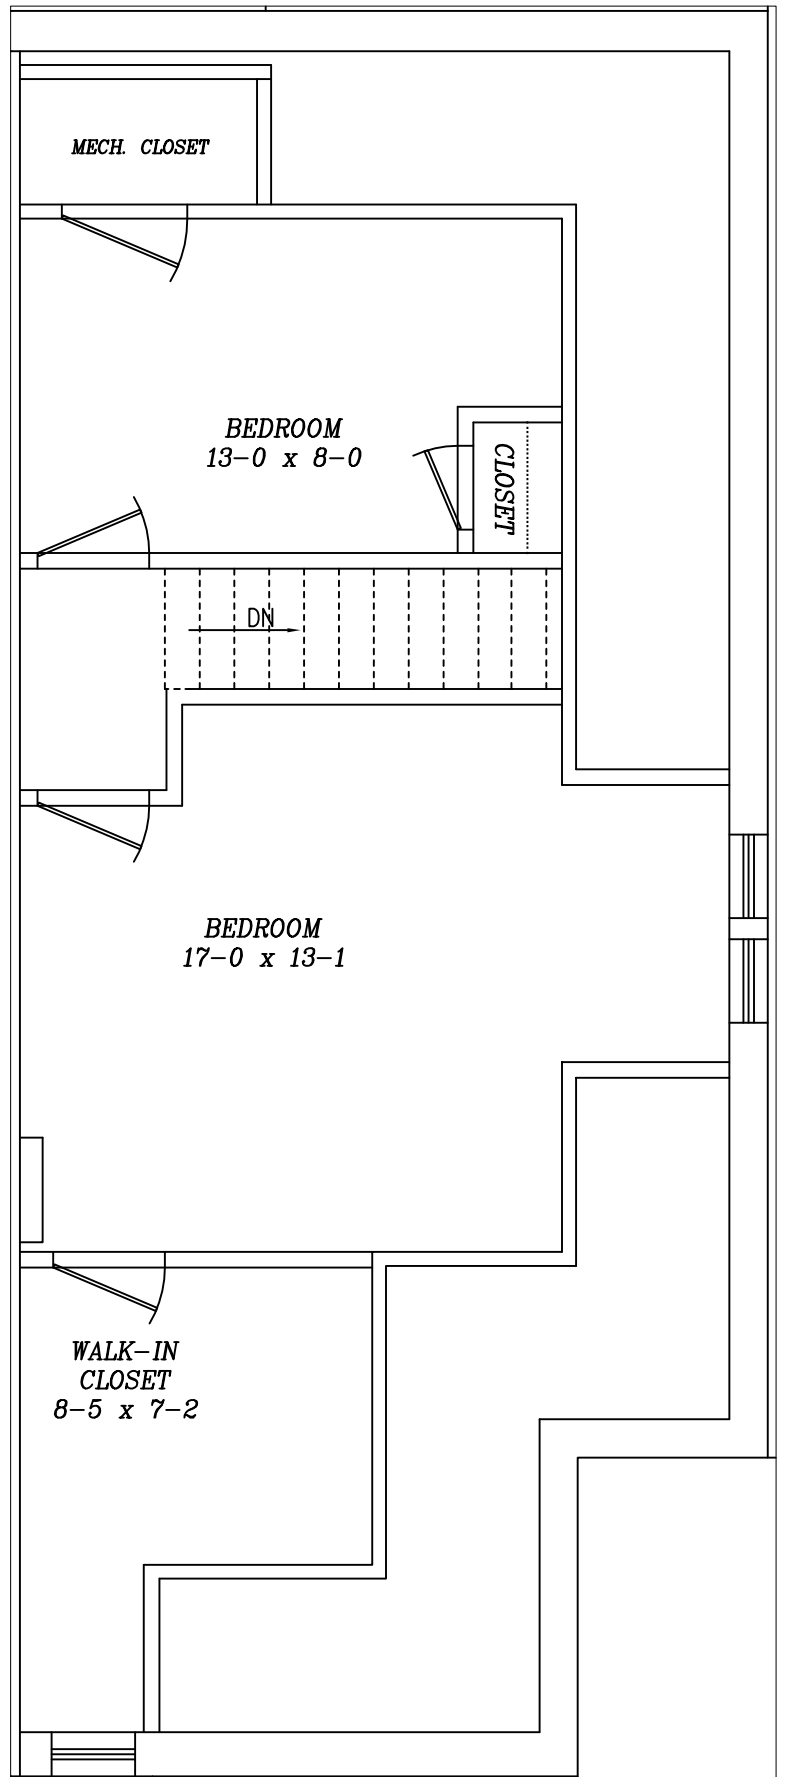 MECH. CLOSET
BEDROOM
13-0 x 8-0
CLOSET
DN
BEDROOM
17-0 x 13-1
WALK-IN
CLOSET
8-5 x 7-2